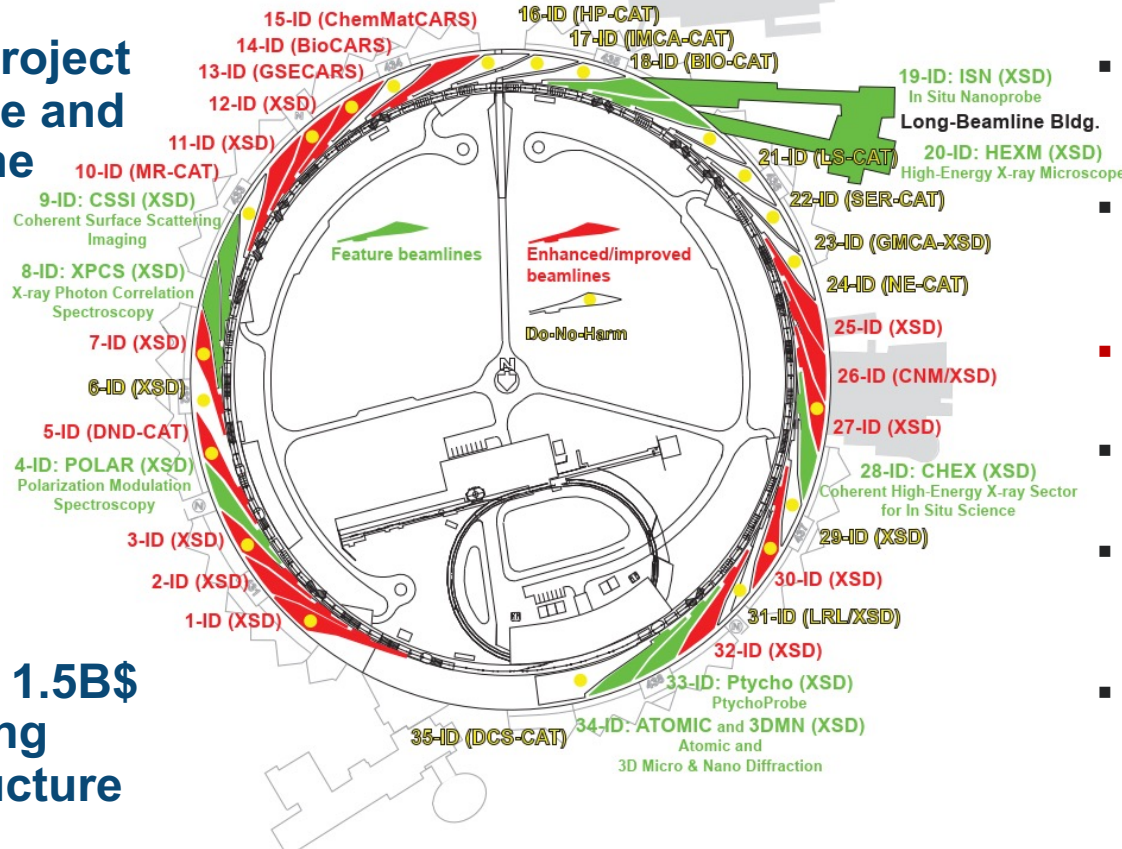 roject
e and
ne
1.5B$
ng
ucture
15-ID (ChemMatCARS)
14-ID (BioCARS)
13-ID (GSECARS)
12-ID (XSD)
11-ID (XSD)
10-ID (MR-CAT)
9-ID: CSSI (XSD)
Coherent Surface Scattering
Imaging
8-ID: XPCS (XSD)
X-ray Photon Correlation
Spectroscopy
7-ID (XSD)
6-ID (XSD)
5-ID (DND-CAT)
4-ID: POLAR (XSD)
Polarization Modulation
Spectroscopy
3-ID (XSD)
2-ID (XSD)
1-ID (XSD)
16-ID (HP-CAT)
17-ID (IMCA-CAT)
18-ID (BIO-CAT)
19-ID: ISN (XSD)
In Situ Nanoprobe
Long-Beamline Bldg.
20-ID: HEXM (XSD)
High-Energy X-ray Microscope
21-ID (LS-CAT)
22-ID (SER-CAT)
23-ID (GMCA-XSD)
24-ID (NE-CAT)
Feature beamlines
Enhanced/improved
beamlines
Do-No-Harm
N
25-ID (XSD)
26-ID (CNM/XSD)
27-ID (XSD)
28-ID: CHEX (XSD)
Coherent High-Energy X-ray Sector
for In Situ Science
29-ID (XSD)
30-ID (XSD)
31-ID (LRL/XSD)
32-ID (XSD)
33-ID: Ptycho (XSD)
PtychoProbe
34-ID: ATOMIC and 3DMN (XSD)
Atomic and
3D Micro & Nano Diffraction
35-ID (DCS-CAT)
434
435
433
436
437